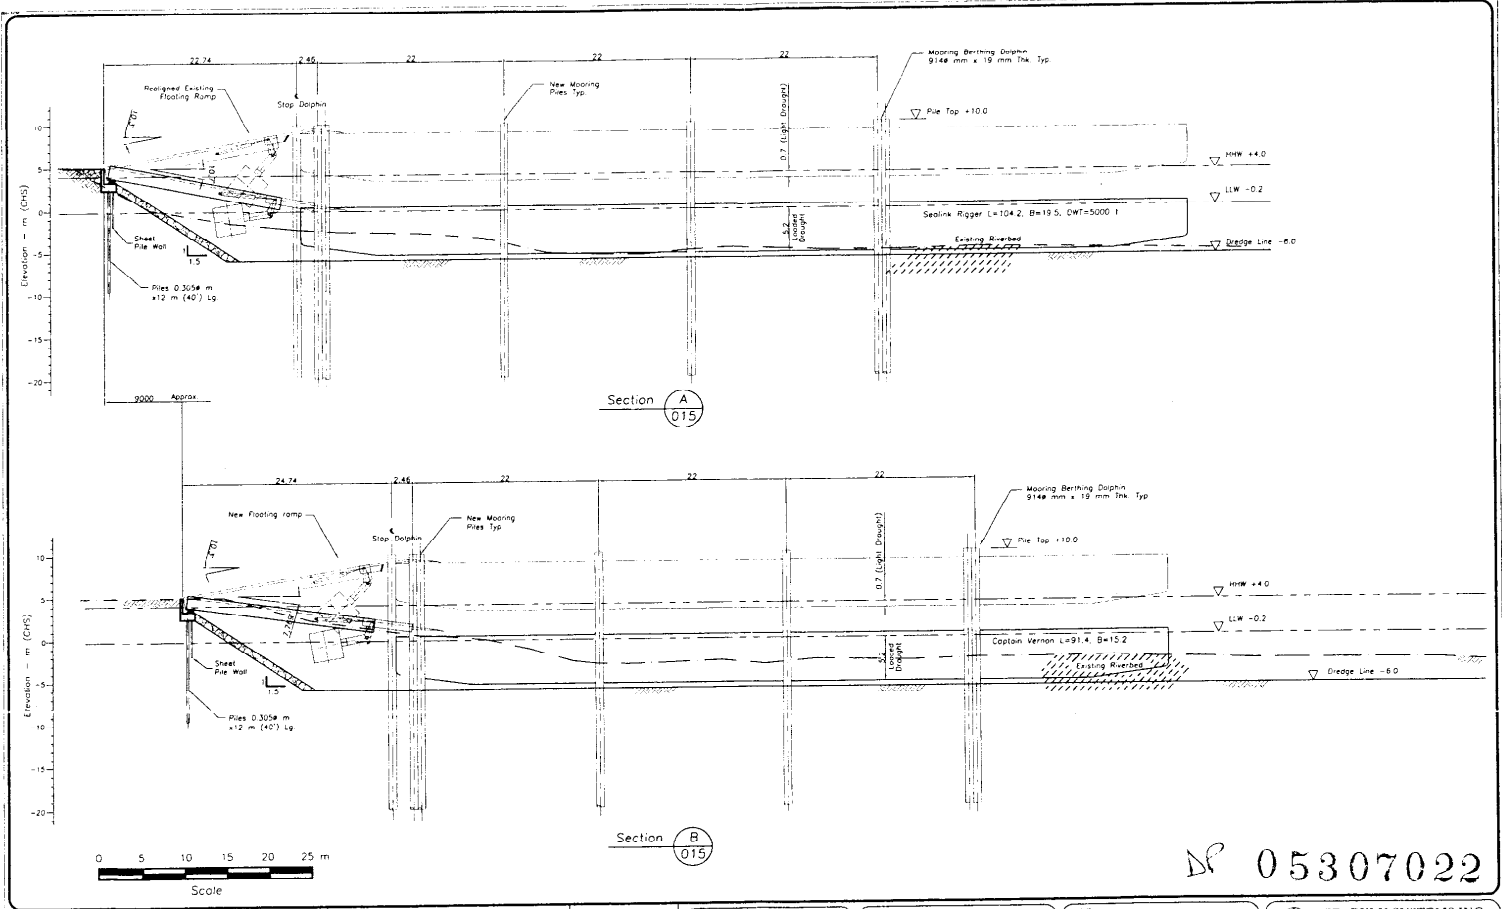 22.74
2.46
22
22
22
Mooring Berthing Dolphin
914ø mm x 19 mm Thk. Typ.
Realigned Existing
Floating Ramp
℄
Stop Dolphin
New Mooring
Piles Typ.
0.7 (Light Draught)
Pile Top +10.0
HHW +4.0
LLW -0.2
Sealink Rigger L=104.2, B=19.5, DWT=5000 t
5.2
Loaded
Draught
Existing Riverbed
Dredge Line -6.0
Elevation - m (CHS)
10
5
0
-5
-10
-15
-20
Sheet
Pile Wall
1
1.5
Piles 0.305ø m
x12 m (40') Lg.
9000 Approx.
Section
A
015
24.74
2.46
22
22
22
Mooring Berthing Dolphin
914ø mm x 19 mm Thk. Typ
New Floating ramp
℄
Stop Dolphin
New Mooring
Piles Typ
0.7 (Light Draught)
Pile Top +10.0
HHW +4.0
LLW -0.2
Captain Vernon L=91.4, B=15.2
Loaded
Draught
Existing Riverbed
Dredge Line -6.0
Elevation - m (CHS)
10
5
0
-5
10
-15
-20
Sheet
Pile Wall
1
1.5
Piles 0.305ø m
x12 m (40') Lg.
Section
B
015
0 5 10 15 20 25 m
Scale
DP 05307022